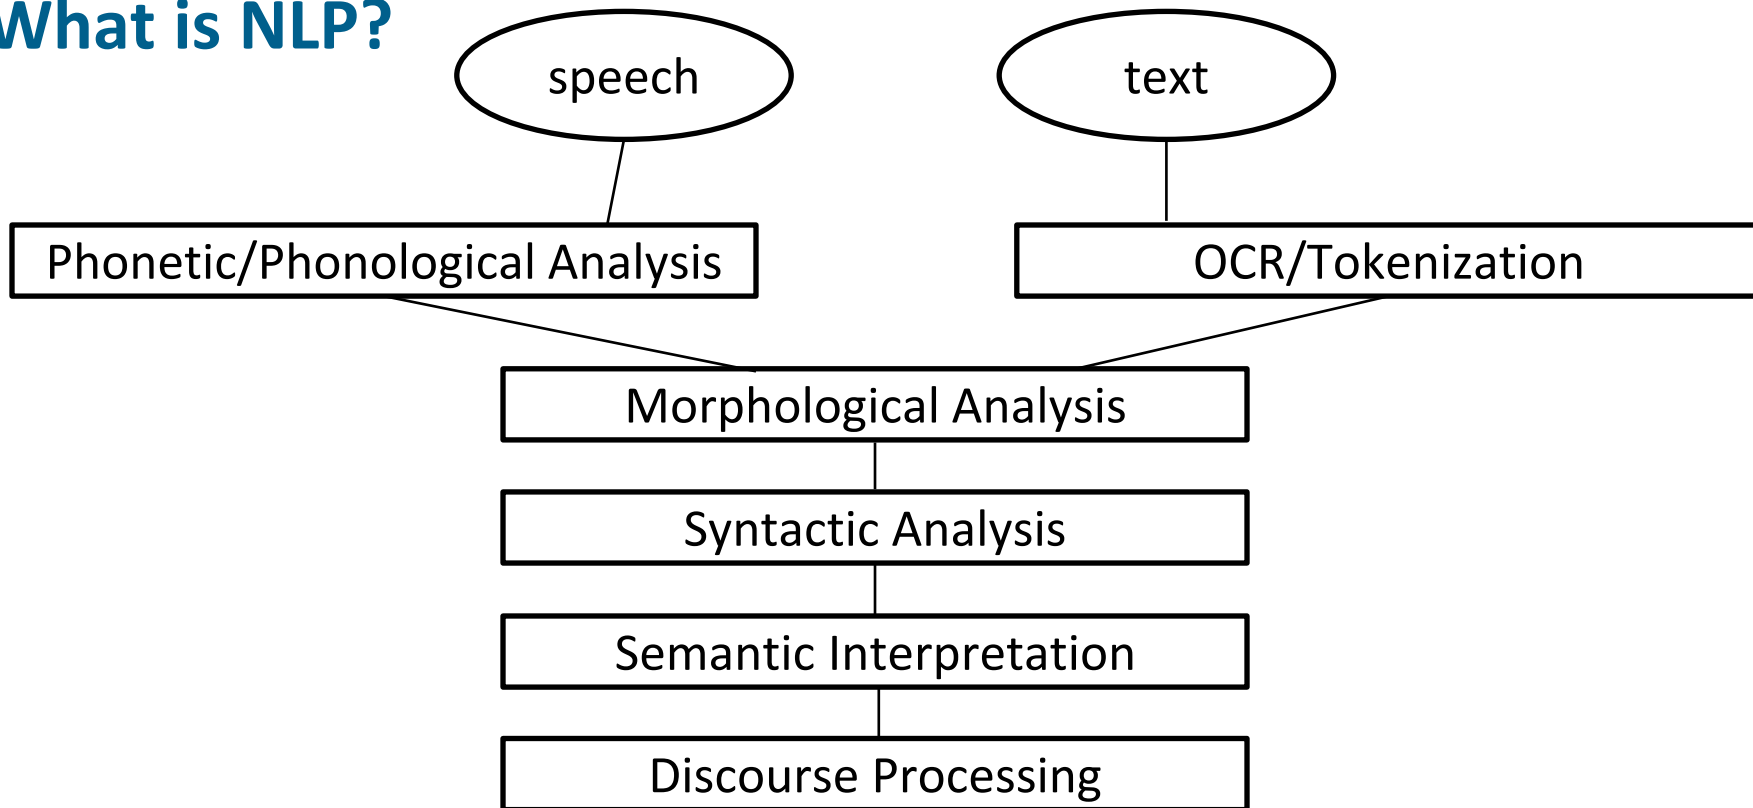 What is NLP?
speech
text
Phonetic/Phonological Analysis
OCR/Tokenization
Morphological Analysis
Syntactic Analysis
Semantic Interpretation
Discourse Processing